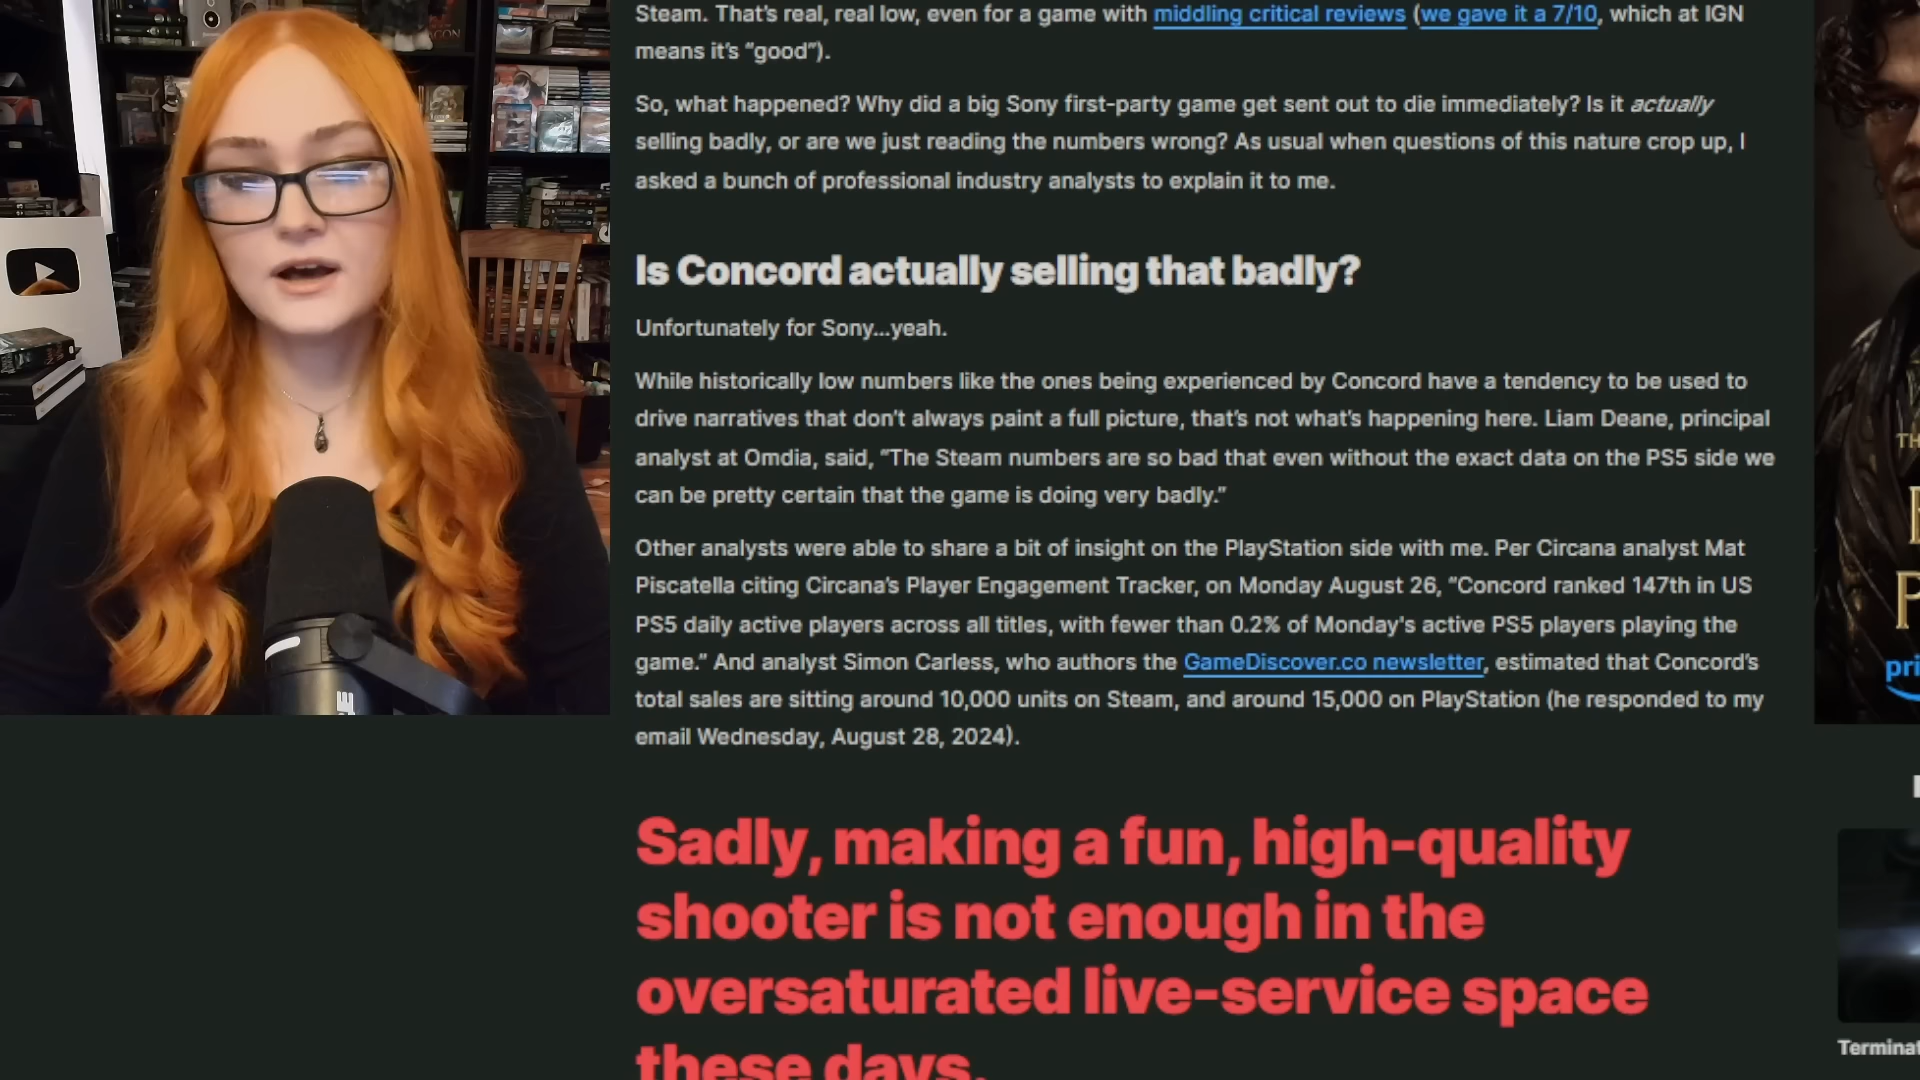 Steam. That's real, real low, even for a game with middling critical reviews (we gave it a 7/10, which at IGN
means it's “good”).
So, what happened? Why did a big Sony first-party game get sent out to die immediately? Is it actually
selling badly, or are we just reading the numbers wrong? As usual when questions of this nature crop up, I
asked a bunch of professional industry analysts to explain it to me.
Is Concord actually selling that badly?
Unfortunately for Sony...yeah.
While historically low numbers like the ones being experienced by Concord have a tendency to be used to
drive narratives that don't always paint a full picture, that's not what's happening here. Liam Deane, principal
analyst at Omdia, said, “The Steam numbers are so bad that even without the exact data on the PS5 side we
can be pretty certain that the game is doing very badly.”
Other analysts were able to share a bit of insight on the PlayStation side with me. Per Circana analyst Mat
Piscatella citing Circana's Player Engagement Tracker, on Monday August 26, “Concord ranked 147th in US
PS5 daily active players across all titles, with fewer than 0.2% of Monday's active PS5 players playing the
game.” And analyst Simon Carless, who authors the GameDiscover.co newsletter, estimated that Concord's
total sales are sitting around 10,000 units on Steam, and around 15,000 on PlayStation (he responded to my
email Wednesday, August 28, 2024).
Sadly, making a fun, high-quality
shooter is not enough in the
oversaturated live-service space
these days.